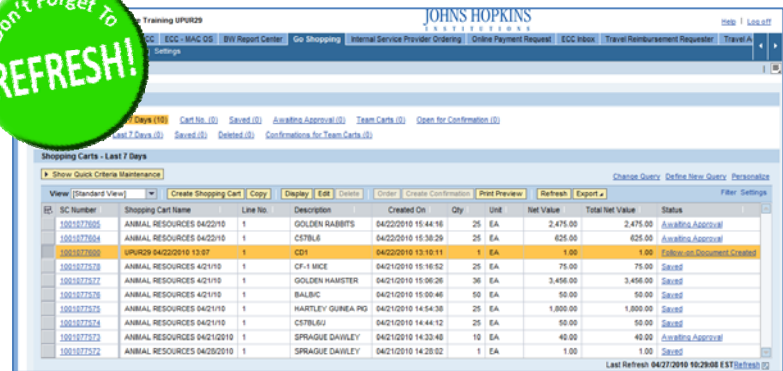 Don't Forget To
REFRESH!
Training UPUR29
JOHNS HOPKINS
INSTITUTIONS
Help | Log off
CC ECC - MAC OS BW Report Center Go Shopping Internal Service Provider Ordering Online Payment Request ECC Inbox Travel Reimbursement Requester Travel A
Settings
7 Days (10) Cart No. (0) Saved (0) Awaiting Approval (0) Team Carts (0) Open for Confirmation (0)
Last 7 Days (0) Saved (0) Deleted (0) Confirmations for Team Carts (0)
Shopping Carts - Last 7 Days
Show Quick Criteria Maintenance Change Query Define New Query Personalize
View [Standard View] Create Shopping Cart Copy Display Edit Delete Order Create Confirmation Print Preview Refresh Export Filter Settings
SC Number Shopping Cart Name Line No. Description Created On Qty Unit Net Value Total Net Value Status
1001077605 ANIMAL RESOURCES 04/22/10 1 GOLDEN RABBITS 04/22/2010 15:44:16 25 EA 2,475.00 2,475.00 Awaiting Approval
1001077604 ANIMAL RESOURCES 04/22/10 1 C57BL6 04/22/2010 15:38:29 25 EA 625.00 625.00 Awaiting Approval
1001077600 UPUR29 04/22/2010 13:07 1 CD1 04/22/2010 13:10:11 1 EA 1.00 1.00 Follow-on Document Created
1001077578 ANIMAL RESOURCES 4/21/10 1 CF-1 MICE 04/21/2010 15:16:52 25 EA 75.00 75.00 Saved
1001077577 ANIMAL RESOURCES 4/21/10 1 GOLDEN HAMSTER 04/21/2010 15:06:26 36 EA 3,456.00 3,456.00 Saved
1001077576 ANIMAL RESOURCES 4/21/10 1 BALB/C 04/21/2010 15:00:46 50 EA 50.00 50.00 Saved
1001077575 ANIMAL RESOURCES 04/21/10 1 HARTLEY GUINEA PIG 04/21/2010 14:54:38 25 EA 1,800.00 1,800.00 Saved
1001077574 ANIMAL RESOURCES 04/21/10 1 C57BL/6J 04/21/2010 14:44:12 25 EA 50.00 50.00 Saved
1001077573 ANIMAL RESOURCES 04/21/2010 1 SPRAGUE DAWLEY 04/21/2010 14:33:48 10 EA 40.00 40.00 Awaiting Approval
1001077572 ANIMAL RESOURCES 04/28/2010 1 SPRAGUE DAWLEY 04/21/2010 14:28:02 1 EA 1.00 1.00 Saved
Last Refresh 04/27/2010 10:29:08 EST Refresh